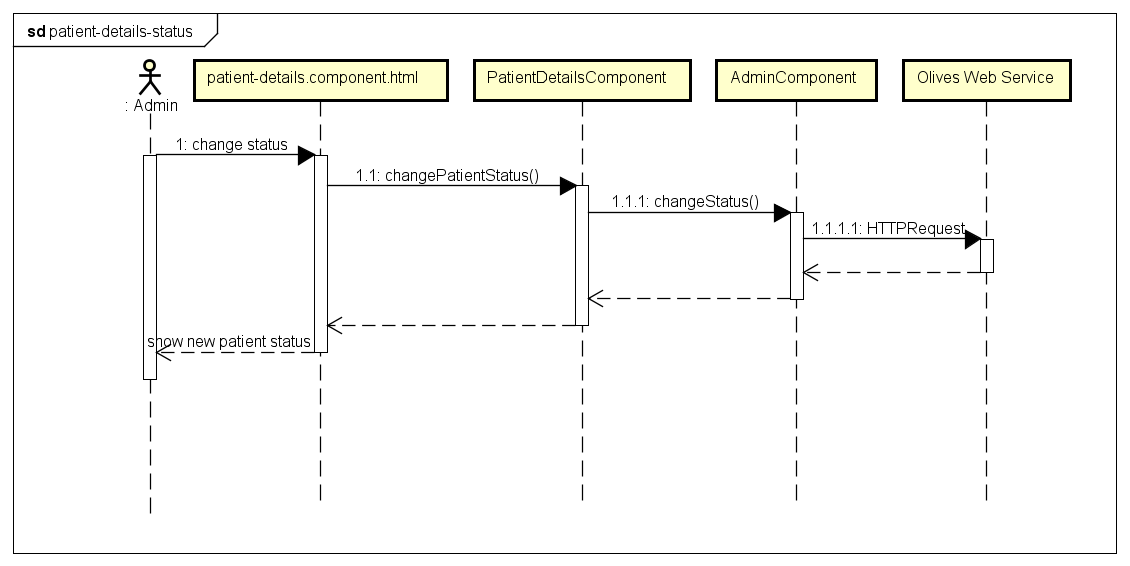 sd patient-details-status
: Admin
patient-details.component.html
PatientDetailsComponent
AdminComponent
Olives Web Service
1: change status
1.1: changePatientStatus()
1.1.1: changeStatus()
1.1.1.1: HTTPRequest
show new patient status